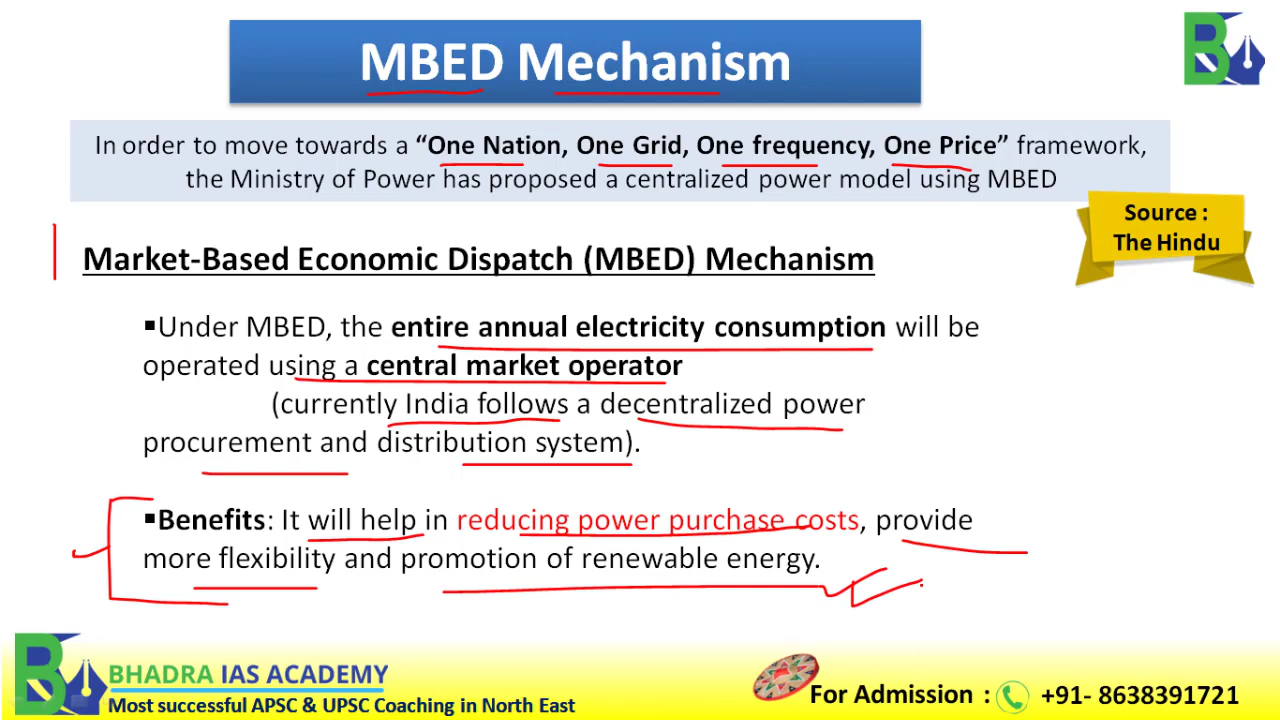 MBED Mechanism
In order to move towards a “One Nation, One Grid, One frequency, One Price” framework,
the Ministry of Power has proposed a centralized power model using MBED
Source :
The Hindu
Market-Based Economic Dispatch (MBED) Mechanism
▪Under MBED, the entire annual electricity consumption will be
operated using a central market operator
(currently India follows a decentralized power
procurement and distribution system).
▪Benefits: It will help in reducing power purchase costs, provide
more flexibility and promotion of renewable energy.
BHADRA IAS ACADEMY
Most successful APSC & UPSC Coaching in North East
For Admission : +91- 8638391721